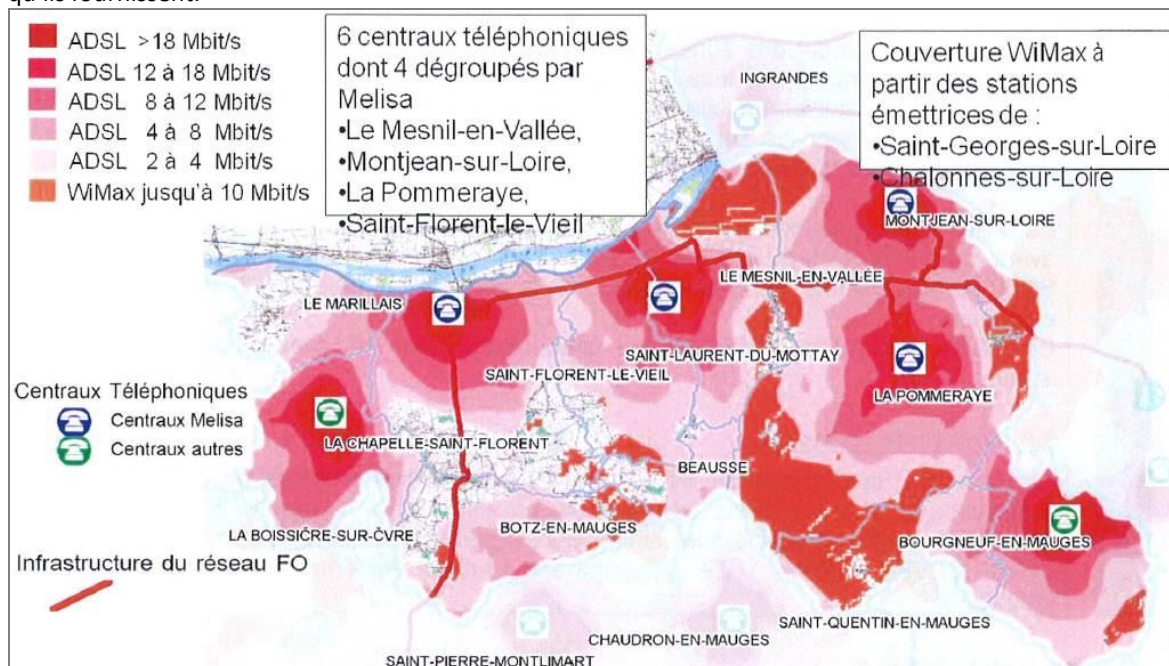 qu'ils fournissent.
ADSL >18 Mbit/s
ADSL 12 à 18 Mbit/s
ADSL 8 à 12 Mbit/s
ADSL 4 à 8 Mbit/s
ADSL 2 à 4 Mbit/s
WiMax jusqu'à 10 Mbit/s
6 centraux téléphoniques
dont 4 dégroupés par
Melisa
•Le Mesnil-en-Vallée,
•Montjean-sur-Loire,
•La Pommeraye,
•Saint-Florent-le-Vieil
Couverture WiMax à
partir des stations
émettrices de :
•Saint-Georges-sur-Loire
•Chalonnes-sur-Loire
INGRANDES
MONTJEAN-SUR-LOIRE
LE MESNIL-EN-VALLÉE
LE MARILLAIS
SAINT-LAURENT-DU-MOTTAY
SAINT-FLORENT-LE-VIEIL
LA POMMERAYE
Centraux Téléphoniques
Centraux Melisa
Centraux autres
LA CHAPELLE-SAINT-FLORENT
BEAUSSE
BOTZ-EN-MAUGES
LA BOISSIČRE-SUR-ČVRE
BOURGNEUF-EN-MAUGES
Infrastructure du réseau FO
SAINT-QUENTIN-EN-MAUGES
CHAUDRON-EN-MAUGES
SAINT-PIERRE-MONTLIMART